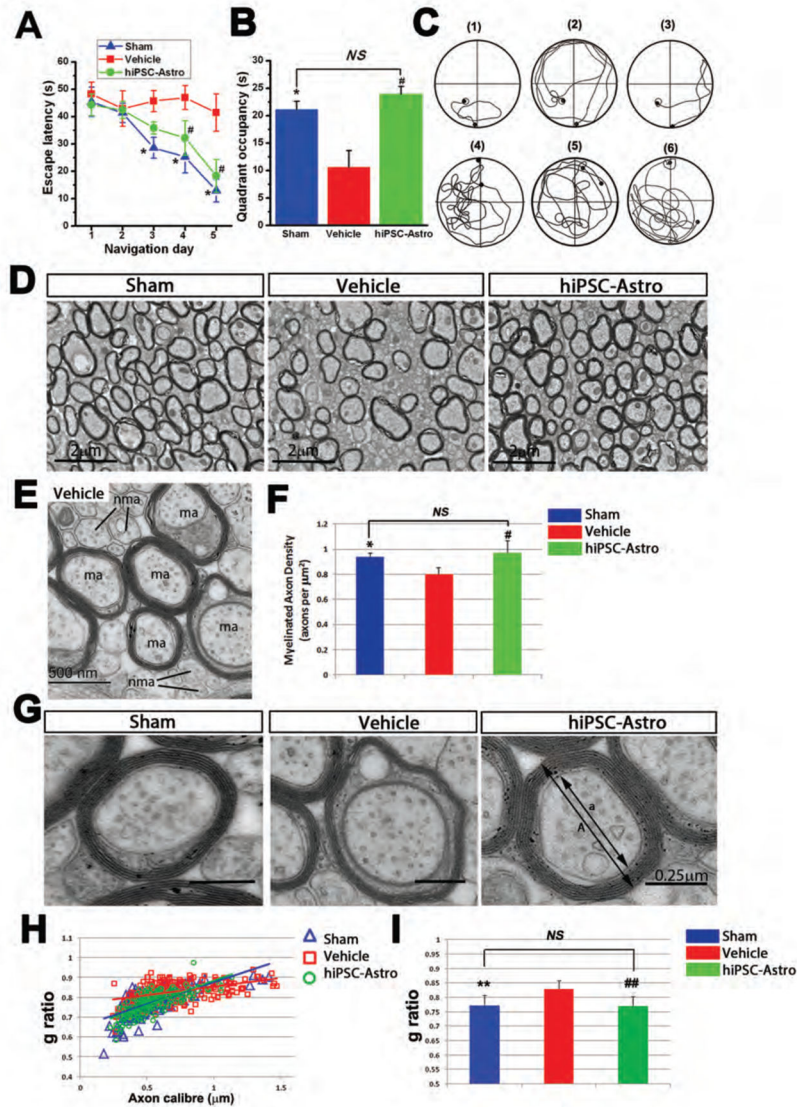 A
Sham
Vehicle
hiPSC-Astro
Escape latency (s)
60
50
40
30
20
10
0
*
*
#
*
#
1 2 3 4 5
Navigation day
B
NS
Quadrant occupancy (s)
30
25
20
15
10
5
0
*
#
Sham Vehicle hiPSC-Astro
C
(1) (2) (3)
(4) (5) (6)
D
Sham Vehicle hiPSC-Astro
2μm 2μm 2μm
E
Vehicle
nma
ma
ma
ma
ma
ma
500 nm
nma
F
NS
Sham
Vehicle
hiPSC-Astro
Myelinated Axon Density
(axons per μm²)
1.2
1
0.8
0.6
0.4
0.2
0
*
#
G
Sham Vehicle hiPSC-Astro
a
A
0.25μm
H
Sham
Vehicle
hiPSC-Astro
g ratio
1.1
1
0.9
0.8
0.7
0.6
0.5
0.4
0 0.5 1 1.5
Axon calibre (μm)
I
NS
Sham
Vehicle
hiPSC-Astro
g ratio
1
0.95
0.9
0.85
0.8
0.75
0.7
0.65
0.6
0.55
0.5
**
##